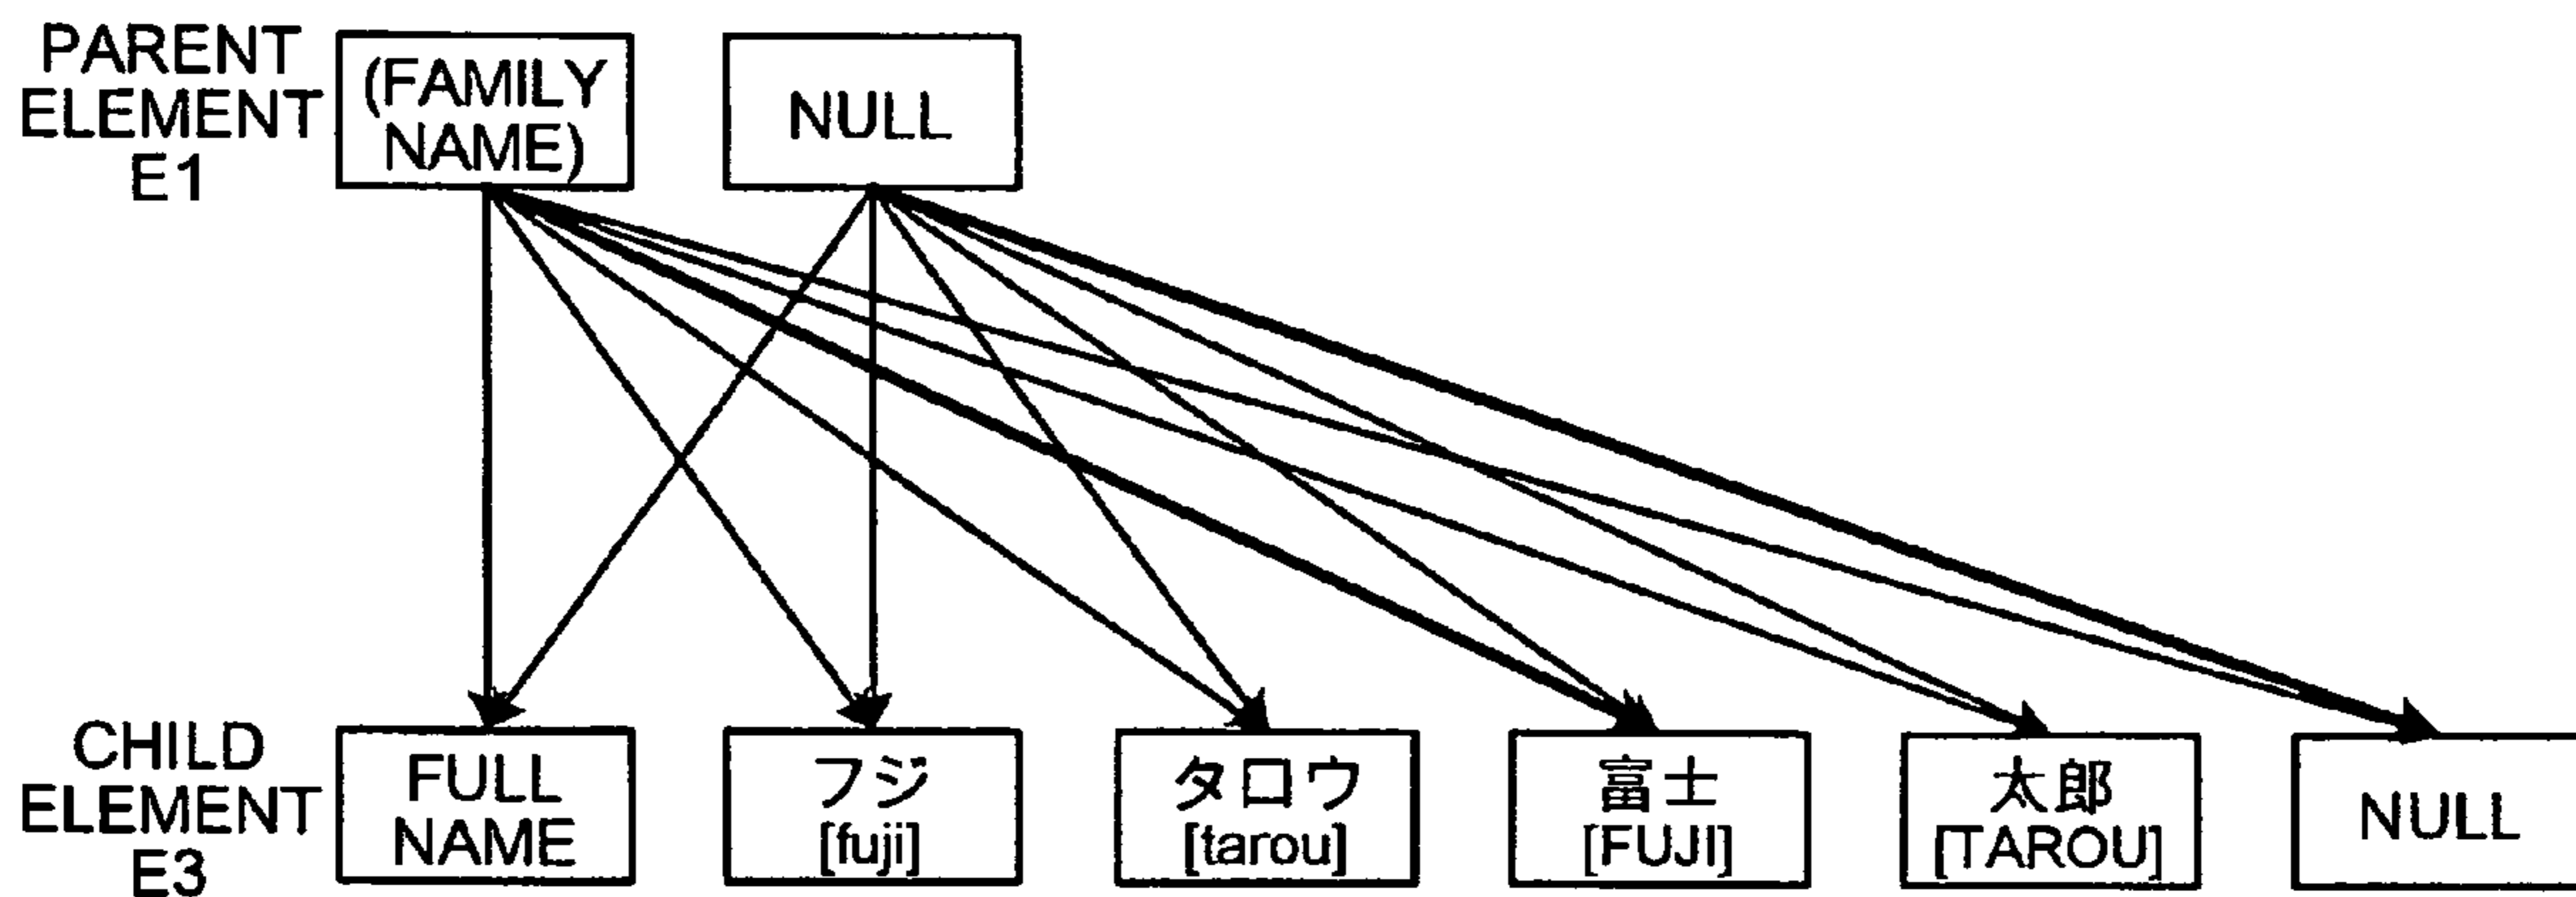 PARENT
ELEMENT
E1
(FAMILY
NAME)
NULL
CHILD
ELEMENT
E3
FULL
NAME
フジ
[fuji]
タロウ
[tarou]
富士
[FUJI]
太郎
[TAROU]
NULL